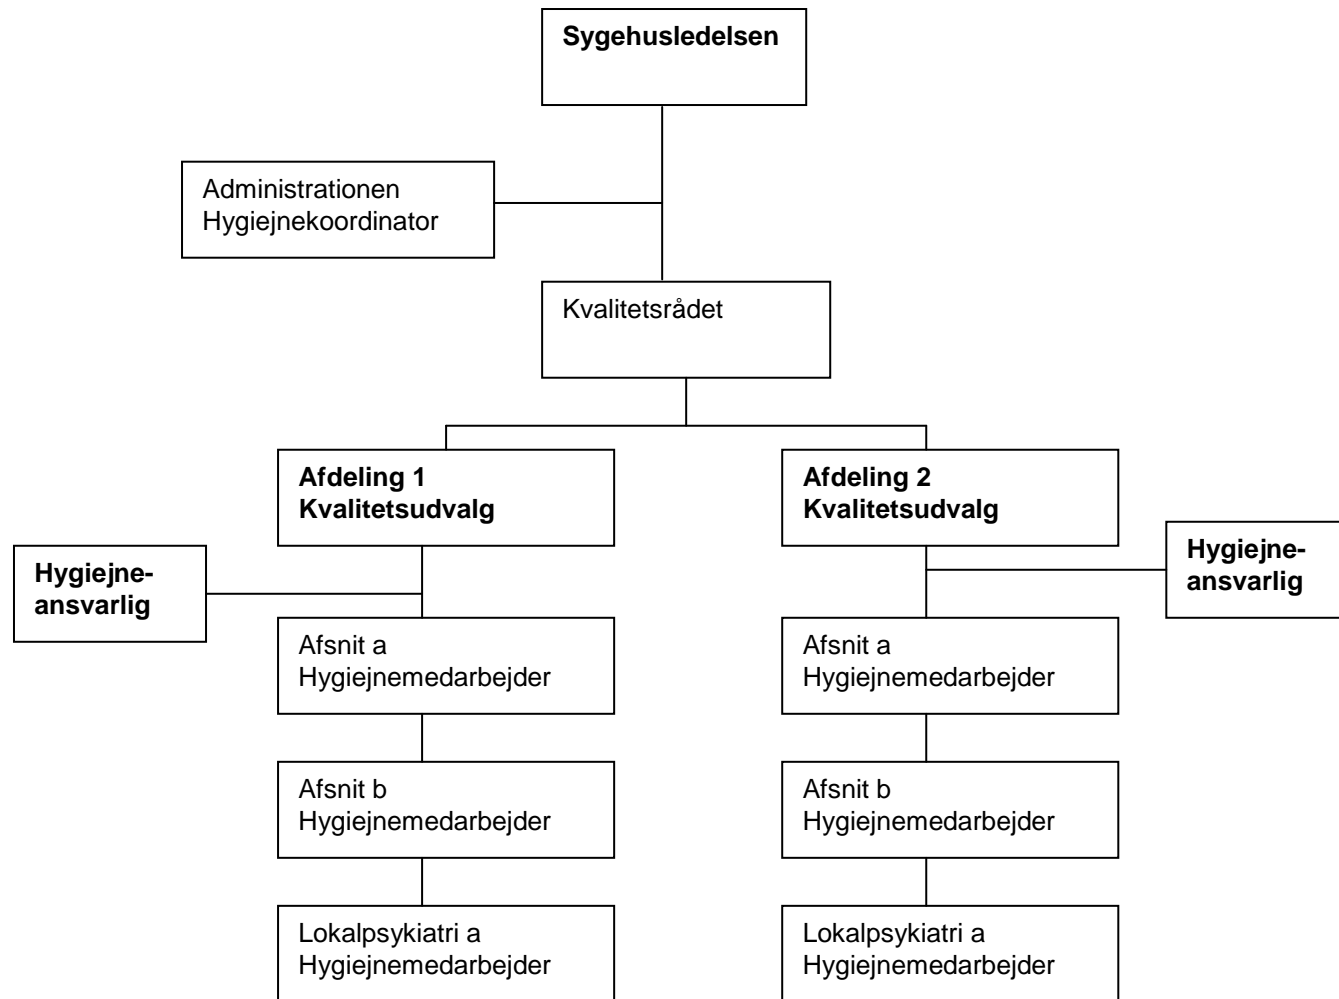 Sygehusledelsen
Administrationen
Hygiejnekoordinator
Kvalitetsrådet
Afdeling 1
Kvalitetsudvalg
Afdeling 2
Kvalitetsudvalg
Hygiejne-
ansvarlig
Hygiejne-
ansvarlig
Afsnit a
Hygiejnemedarbejder
Afsnit a
Hygiejnemedarbejder
Afsnit b
Hygiejnemedarbejder
Afsnit b
Hygiejnemedarbejder
Lokalpsykiatri a
Hygiejnemedarbejder
Lokalpsykiatri a
Hygiejnemedarbejder